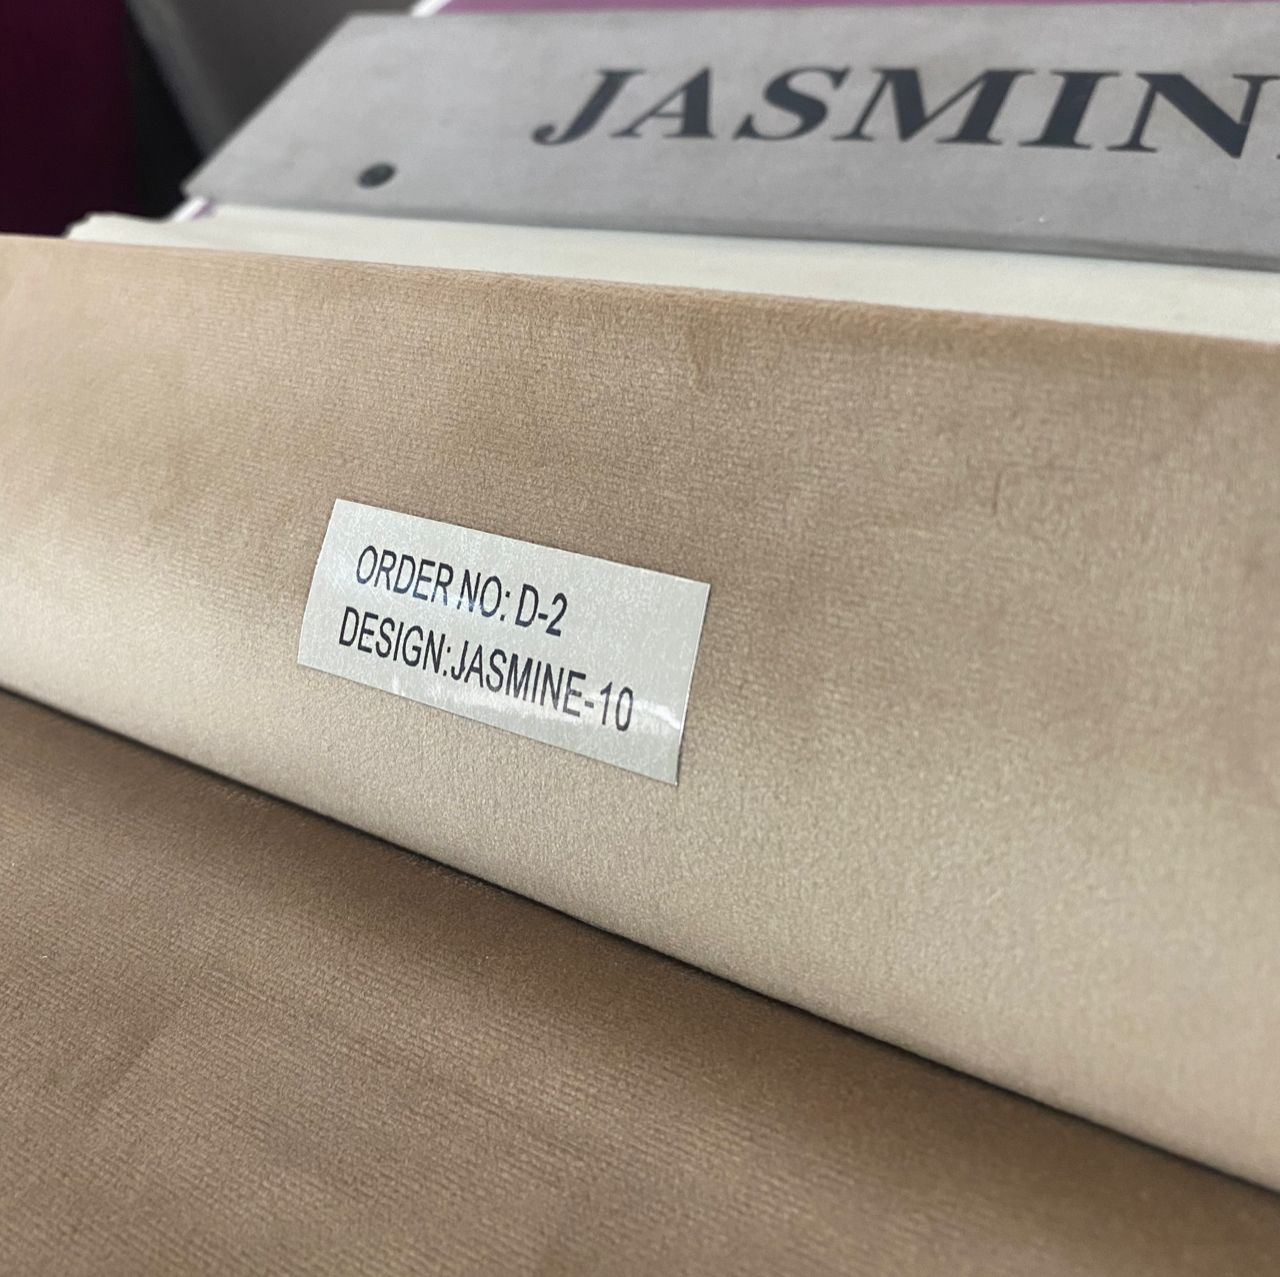 JASMIN
ORDER NO: D-2
DESIGN:JASMINE-10